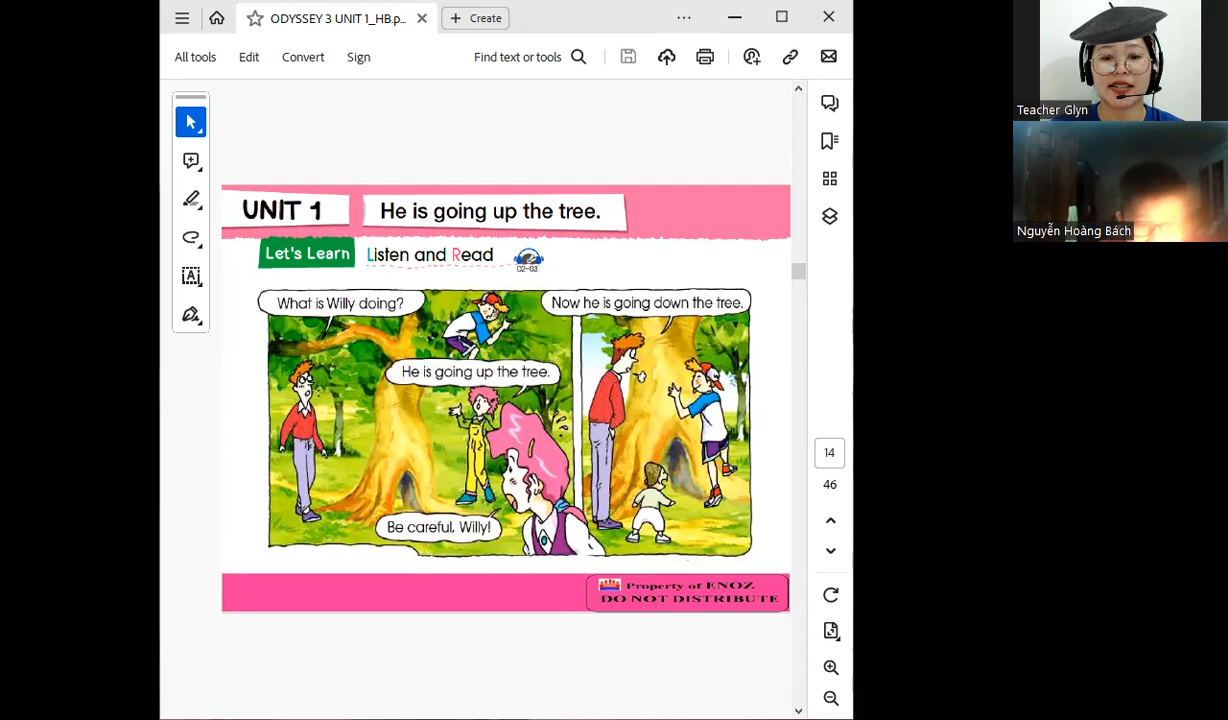 ODYSSEY 3 UNIT 1_HB.p...
Create
All tools
Edit
Convert
Sign
Find text or tools
UNIT 1
He is going up the tree.
Let's Learn
Listen and Read
02~03
What is Willy doing?
Now he is going down the tree.
He is going up the tree.
Be careful, Willy!
Property of ENOZ
DO NOT DISTRIBUTE
14
46
Teacher Glyn
Nguyễn Hoàng Bách